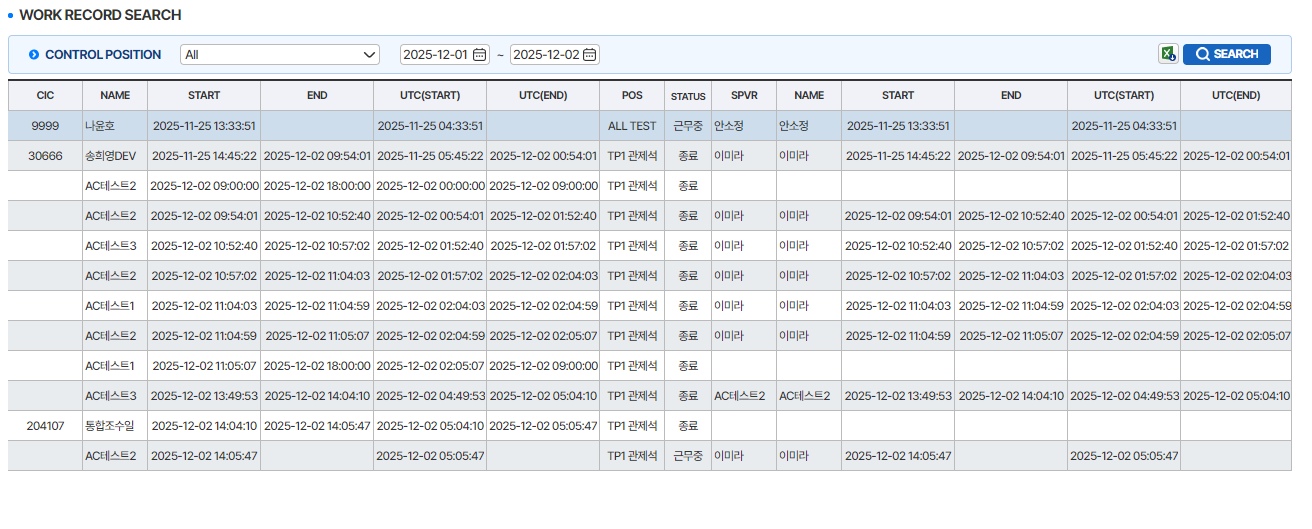 WORK RECORD SEARCH
CONTROL POSITION All 2025-12-01 ~ 2025-12-02 SEARCH
CIC NAME START END UTC(START) UTC(END) POS STATUS SPVR NAME START END UTC(START) UTC(END)
9999 나윤호 2025-11-25 13:33:51 2025-11-25 04:33:51 ALL TEST 근무중 안소정 안소정 2025-11-25 13:33:51 2025-11-25 04:33:51
30666 송희영DEV 2025-11-25 14:45:22 2025-12-02 09:54:01 2025-11-25 05:45:22 2025-12-02 00:54:01 TP1 관제석 종료 이미라 이미라 2025-11-25 14:45:22 2025-12-02 09:54:01 2025-11-25 05:45:22 2025-12-02 00:54:01
AC테스트2 2025-12-02 09:00:00 2025-12-02 18:00:00 2025-12-02 00:00:00 2025-12-02 09:00:00 TP1 관제석 종료
AC테스트2 2025-12-02 09:54:01 2025-12-02 10:52:40 2025-12-02 00:54:01 2025-12-02 01:52:40 TP1 관제석 종료 이미라 이미라 2025-12-02 09:54:01 2025-12-02 10:52:40 2025-12-02 00:54:01 2025-12-02 01:52:40
AC테스트3 2025-12-02 10:52:40 2025-12-02 10:57:02 2025-12-02 01:52:40 2025-12-02 01:57:02 TP1 관제석 종료 이미라 이미라 2025-12-02 10:52:40 2025-12-02 10:57:02 2025-12-02 01:52:40 2025-12-02 01:57:02
AC테스트2 2025-12-02 10:57:02 2025-12-02 11:04:03 2025-12-02 01:57:02 2025-12-02 02:04:03 TP1 관제석 종료 이미라 이미라 2025-12-02 10:57:02 2025-12-02 11:04:03 2025-12-02 01:57:02 2025-12-02 02:04:03
AC테스트1 2025-12-02 11:04:03 2025-12-02 11:04:59 2025-12-02 02:04:03 2025-12-02 02:04:59 TP1 관제석 종료 이미라 이미라 2025-12-02 11:04:03 2025-12-02 11:04:59 2025-12-02 02:04:03 2025-12-02 02:04:59
AC테스트2 2025-12-02 11:04:59 2025-12-02 11:05:07 2025-12-02 02:04:59 2025-12-02 02:05:07 TP1 관제석 종료 이미라 이미라 2025-12-02 11:04:59 2025-12-02 11:05:07 2025-12-02 02:04:59 2025-12-02 02:05:07
AC테스트1 2025-12-02 11:05:07 2025-12-02 18:00:00 2025-12-02 02:05:07 2025-12-02 09:00:00 TP1 관제석 종료
AC테스트3 2025-12-02 13:49:53 2025-12-02 14:04:10 2025-12-02 04:49:53 2025-12-02 05:04:10 TP1 관제석 종료 AC테스트2 AC테스트2 2025-12-02 13:49:53 2025-12-02 14:04:10 2025-12-02 04:49:53 2025-12-02 05:04:10
204107 통합조수일 2025-12-02 14:04:10 2025-12-02 14:05:47 2025-12-02 05:04:10 2025-12-02 05:05:47 TP1 관제석 종료
AC테스트2 2025-12-02 14:05:47 2025-12-02 05:05:47 TP1 관제석 근무중 이미라 이미라 2025-12-02 14:05:47 2025-12-02 05:05:47